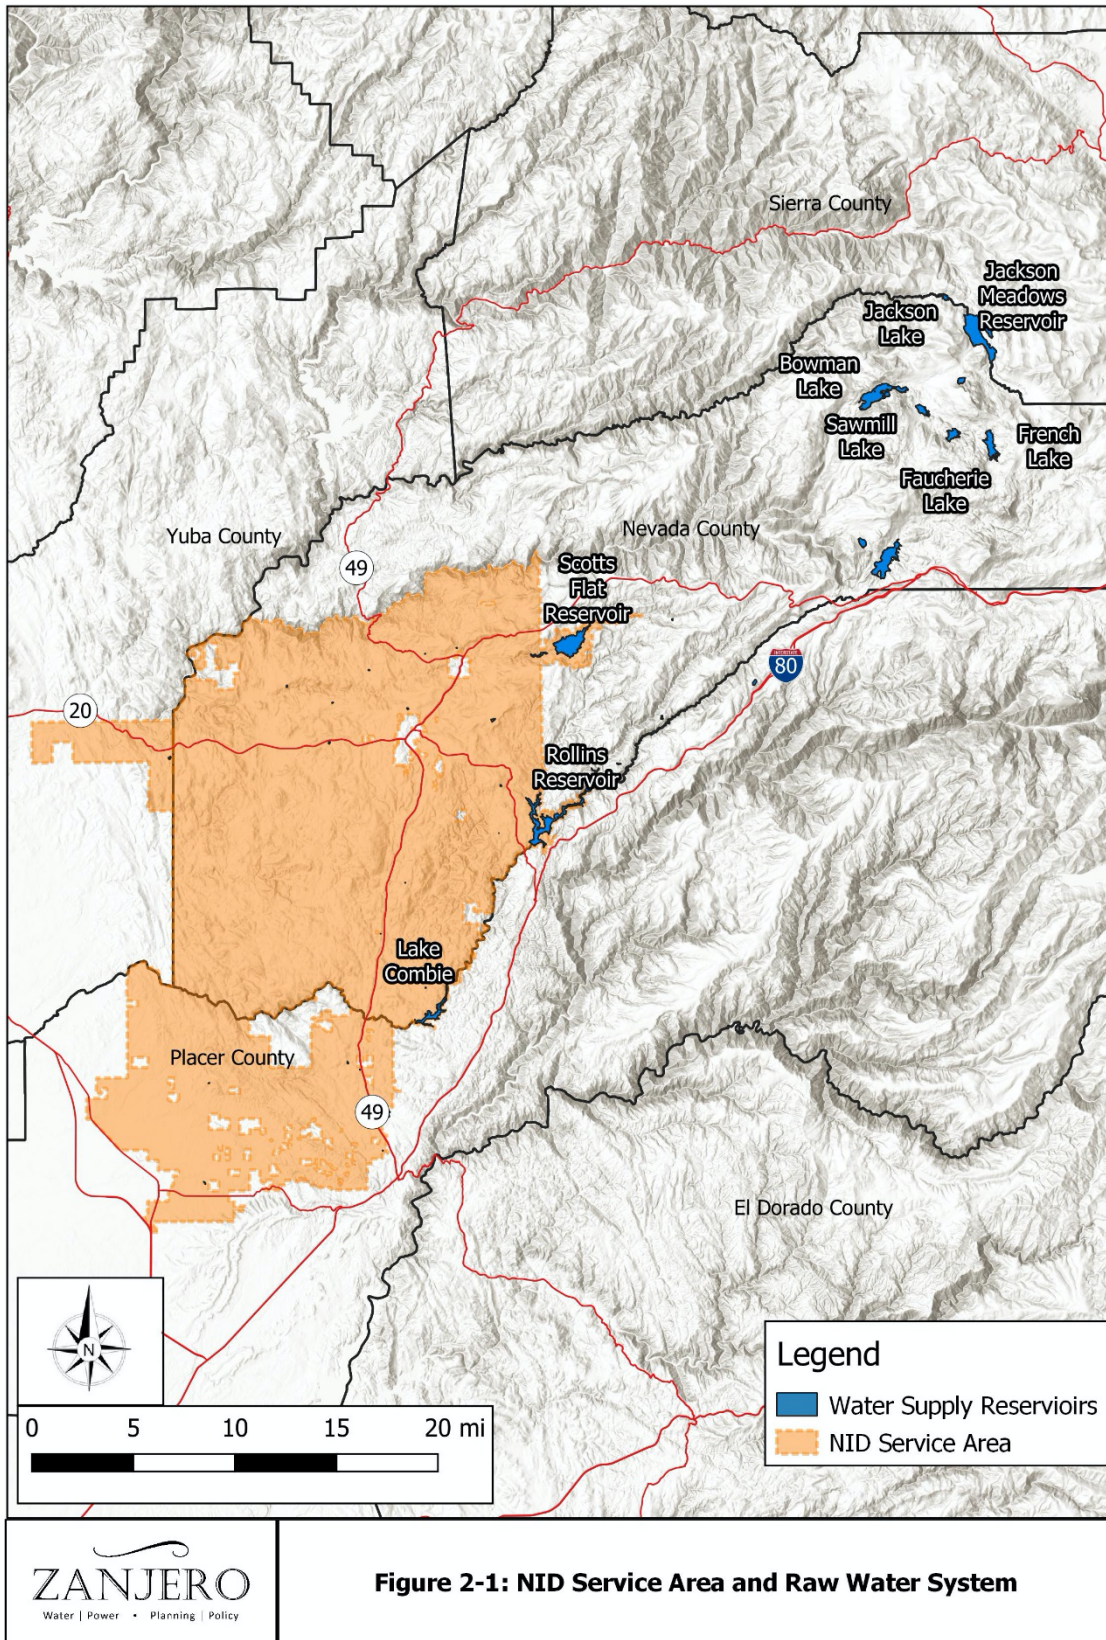 Sierra County
Jackson
Meadows
Reservoir
Jackson
Lake
Bowman
Lake
Sawmill
Lake
French
Lake
Faucherie
Lake
Yuba County
Nevada County
49
Scotts
Flat
Reservoir
80
20
Rollins
Reservoir
Lake
Combie
Placer County
49
El Dorado County
N
0 5 10 15 20 mi
Legend
Water Supply Reservioirs
NID Service Area
ZANJERO
Water | Power • Planning | Policy
Figure 2-1: NID Service Area and Raw Water System